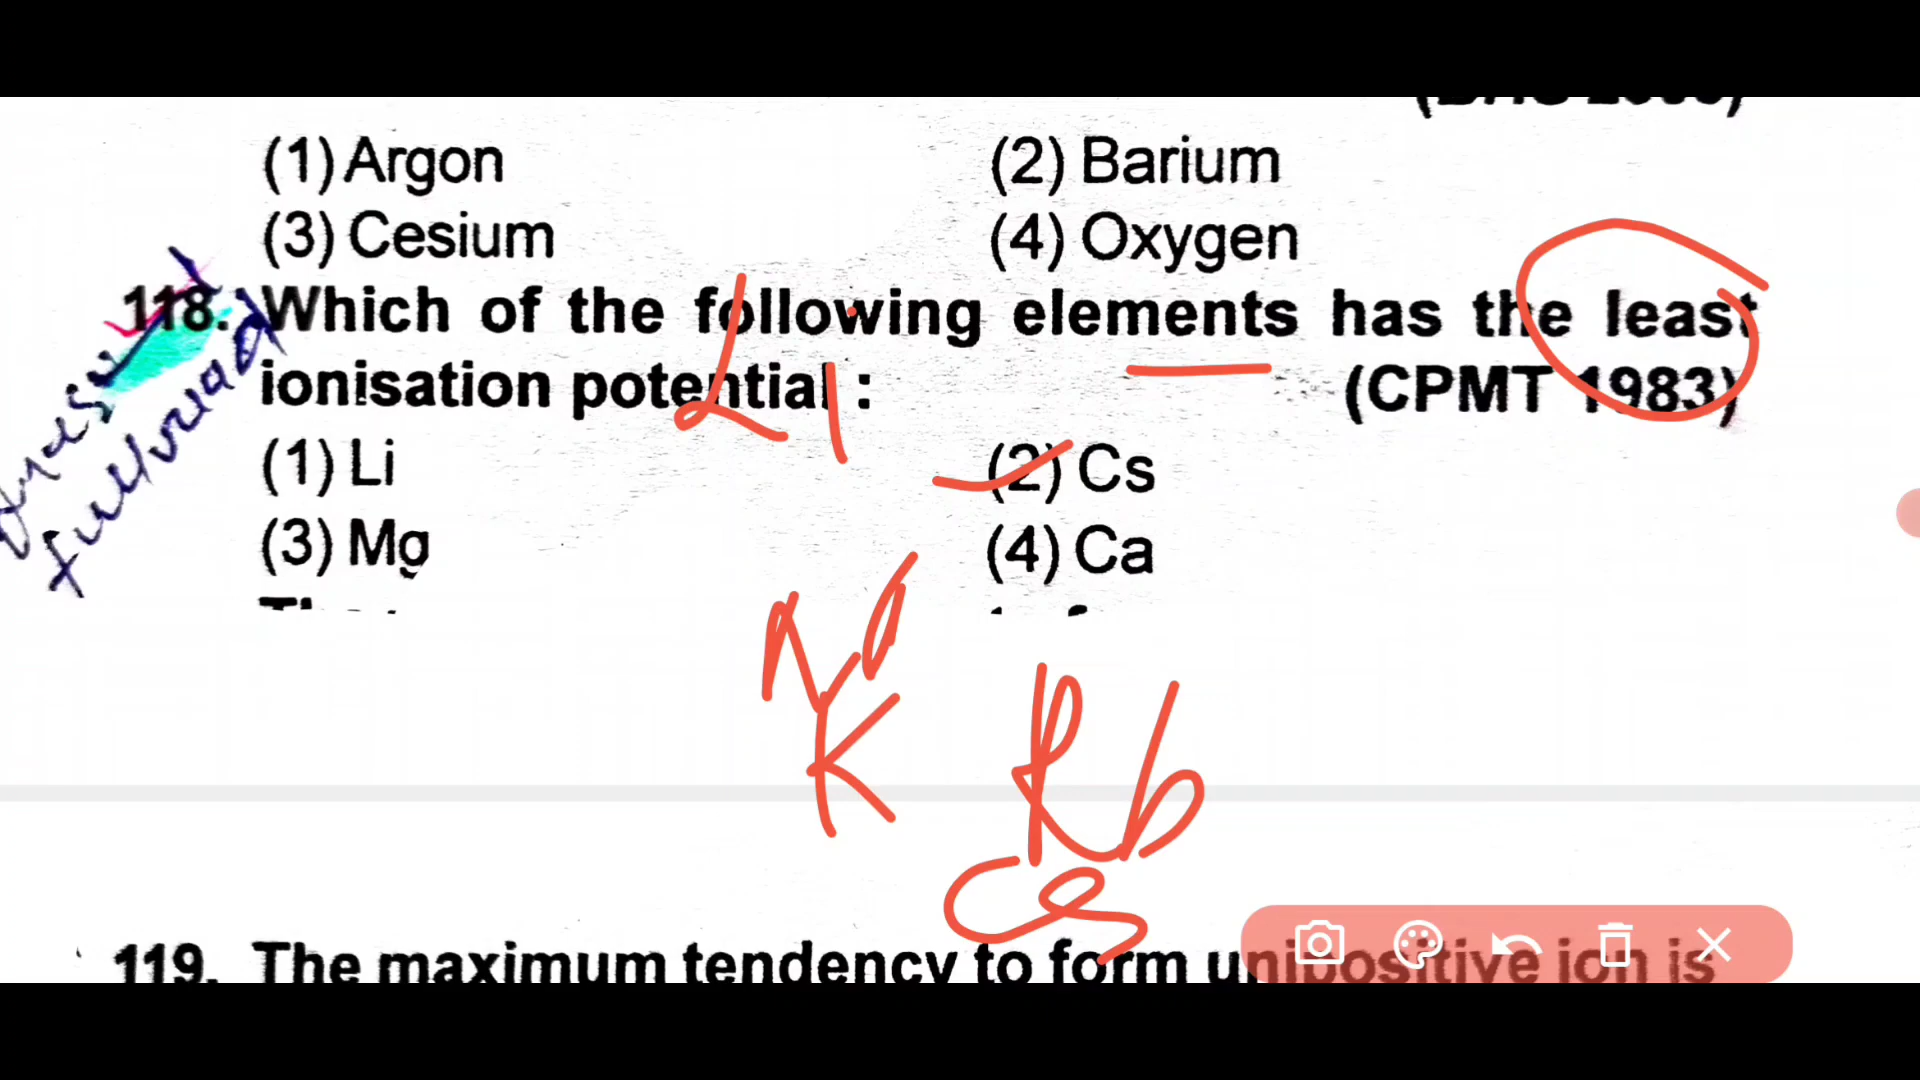 (1) Argon (2) Barium
(3) Cesium (4) Oxygen
118. Which of the following elements has the least
ionisation potential : (CPMT 1983)
Li
(1) Li (2) Cs
(3) Mg (4) Ca
Na
K Rb
Cs
119. The maximum tendency to form unipositive ion is